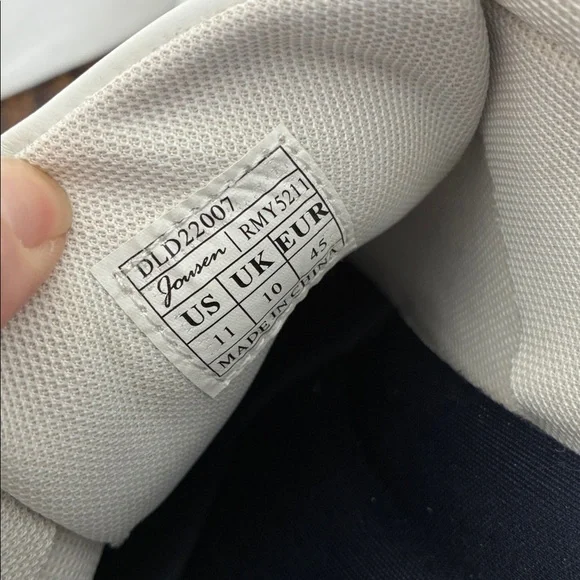 DLD22007
Jousen RMY5211
US UK EUR
11 10 45
MADE IN CHINA